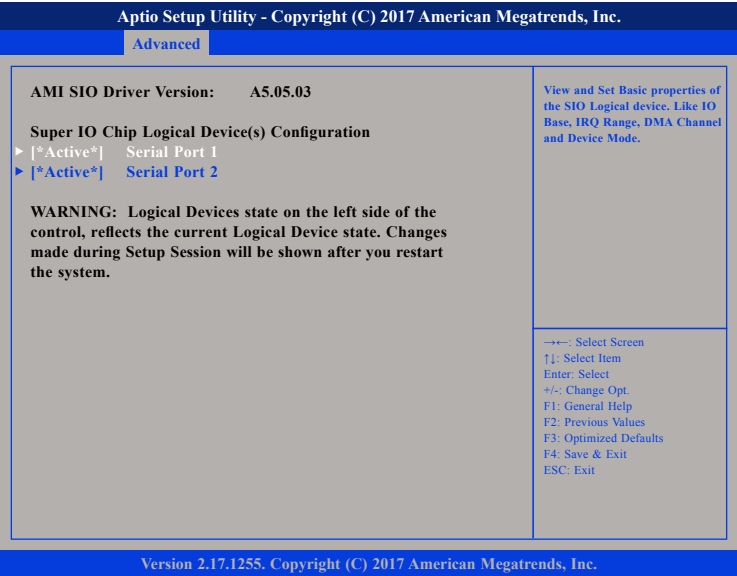 Aptio Setup Utility - Copyright (C) 2017 American Megatrends, Inc.
Advanced
AMI SIO Driver Version: A5.05.03
Super IO Chip Logical Device(s) Configuration
[*Active*] Serial Port 1
[*Active*] Serial Port 2
WARNING: Logical Devices state on the left side of the
control, reflects the current Logical Device state. Changes
made during Setup Session will be shown after you restart
the system.
View and Set Basic properties of
the SIO Logical device. Like IO
Base, IRQ Range, DMA Channel
and Device Mode.
→←: Select Screen
↑↓: Select Item
Enter: Select
+/-: Change Opt.
F1: General Help
F2: Previous Values
F3: Optimized Defaults
F4: Save & Exit
ESC: Exit
Version 2.17.1255. Copyright (C) 2017 American Megatrends, Inc.